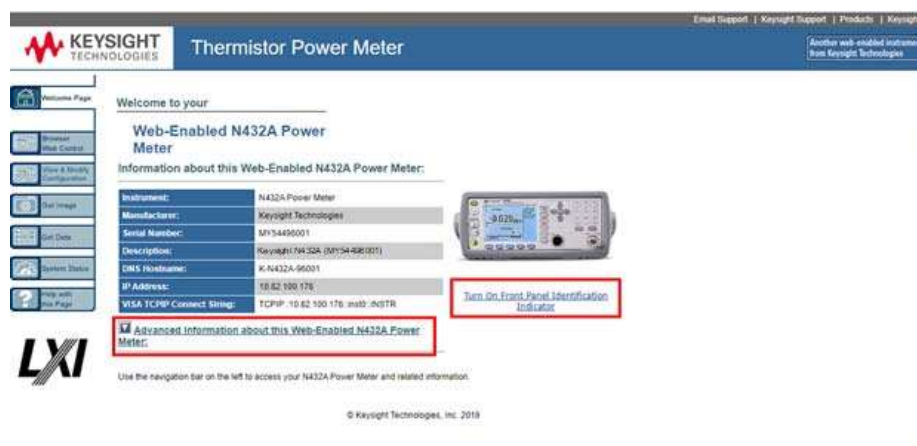 Email Support | Keysight Support | Products | Keysight
KEYSIGHT
TECHNOLOGIES
Thermistor Power Meter
Another web-enabled instrument
from Keysight Technologies
Welcome Page
Welcome to your
Web-Enabled N432A Power
Meter
Browser
Web Control
Information about this Web-Enabled N432A Power Meter:
View & Modify
Configuration
Instrument: N432A Power Meter
Manufacturer: Keysight Technologies
Get Image
Serial Number: MY54496001
Get Data
Description: Keysight N432A (MY54496001)
DNS Hostname: K-N432A-96001
System Status
IP Address: 10.82.100.176
VISA TCPIP Connect String: TCPIP::10.82.100.176::inst0::INSTR
Help with
this Page
Turn On Front Panel Identification
Indicator
Advanced Information about this Web-Enabled N432A Power
Meter:
LXI
Use the navigation bar on the left to access your N432A Power Meter and related information.
© Keysight Technologies, Inc. 2019